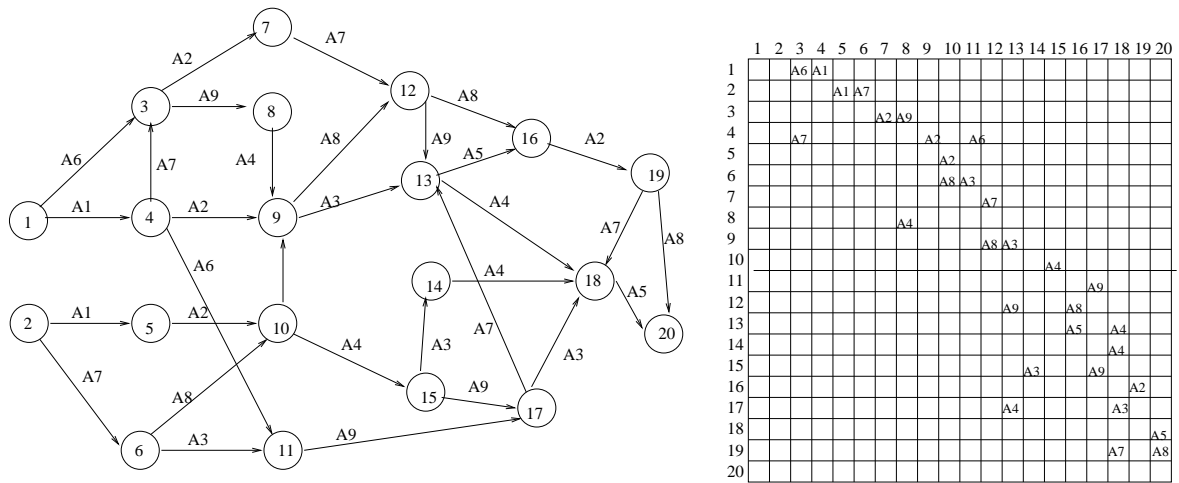 7
A2
A7
3
A9
8
12
A8
A6
A7
A4
A8
A9
16
A2
A5
13
19
1
A1
4
A2
9
A3
A4
A7
A8
A6
14
A4
18
A5
2
A1
5
A2
10
20
A4
A3
A7
A3
A7
A8
15
A9
17
6
A3
11
A9
1 2 3 4 5 6 7 8 9 10 11 12 13 14 15 16 17 18 19 20
1 A6 A1
2 A1 A7
3 A2 A9
4 A7 A2 A6
5 A2
6 A8 A3
7 A7
8 A4
9 A8 A3
10 A4
11 A9
12 A9 A8
13 A5 A4
14 A4
15 A3 A9
16 A2
17 A4 A3
18 A5
19 A7 A8
20